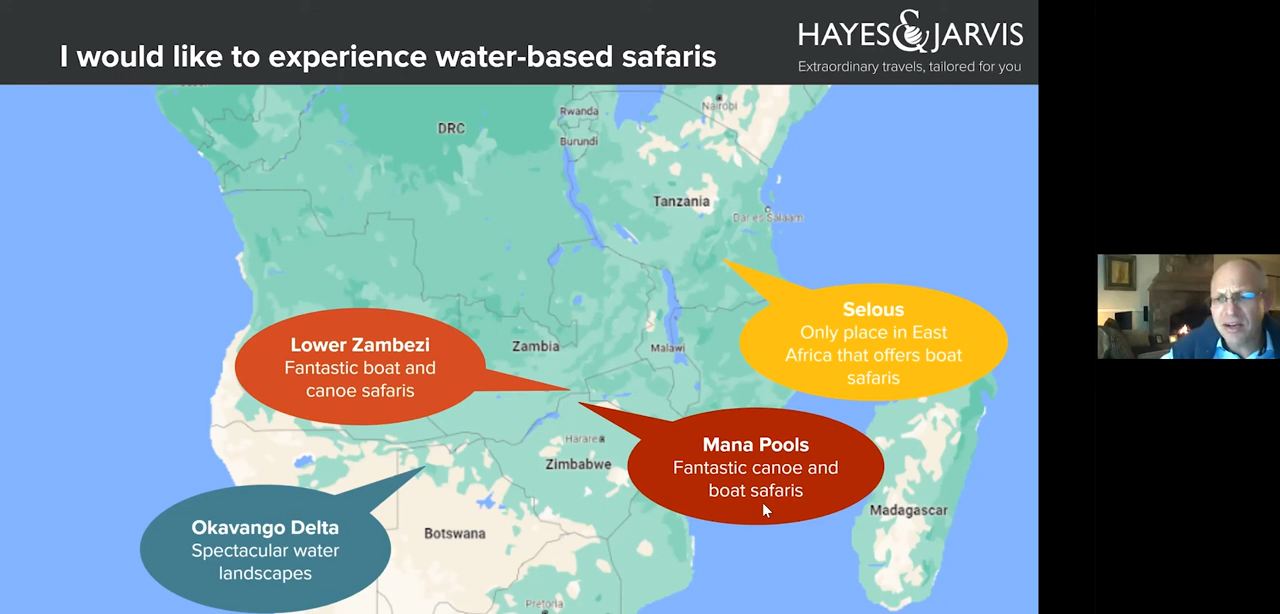 I would like to experience water-based safaris
HAYES & JARVIS
Extraordinary travels, tailored for you
Nairobi
Rwanda
DRC
Burundi
Tanzania
Dar es Salaam
Selous
Only place in East
Africa that offers boat
safaris
Lower Zambezi
Fantastic boat and
canoe safaris
Zambia
Malawi
Harare
Zimbabwe
Mana Pools
Fantastic canoe and
boat safaris
Madagascar
Okavango Delta
Spectacular water
landscapes
Botswana
Pretoria